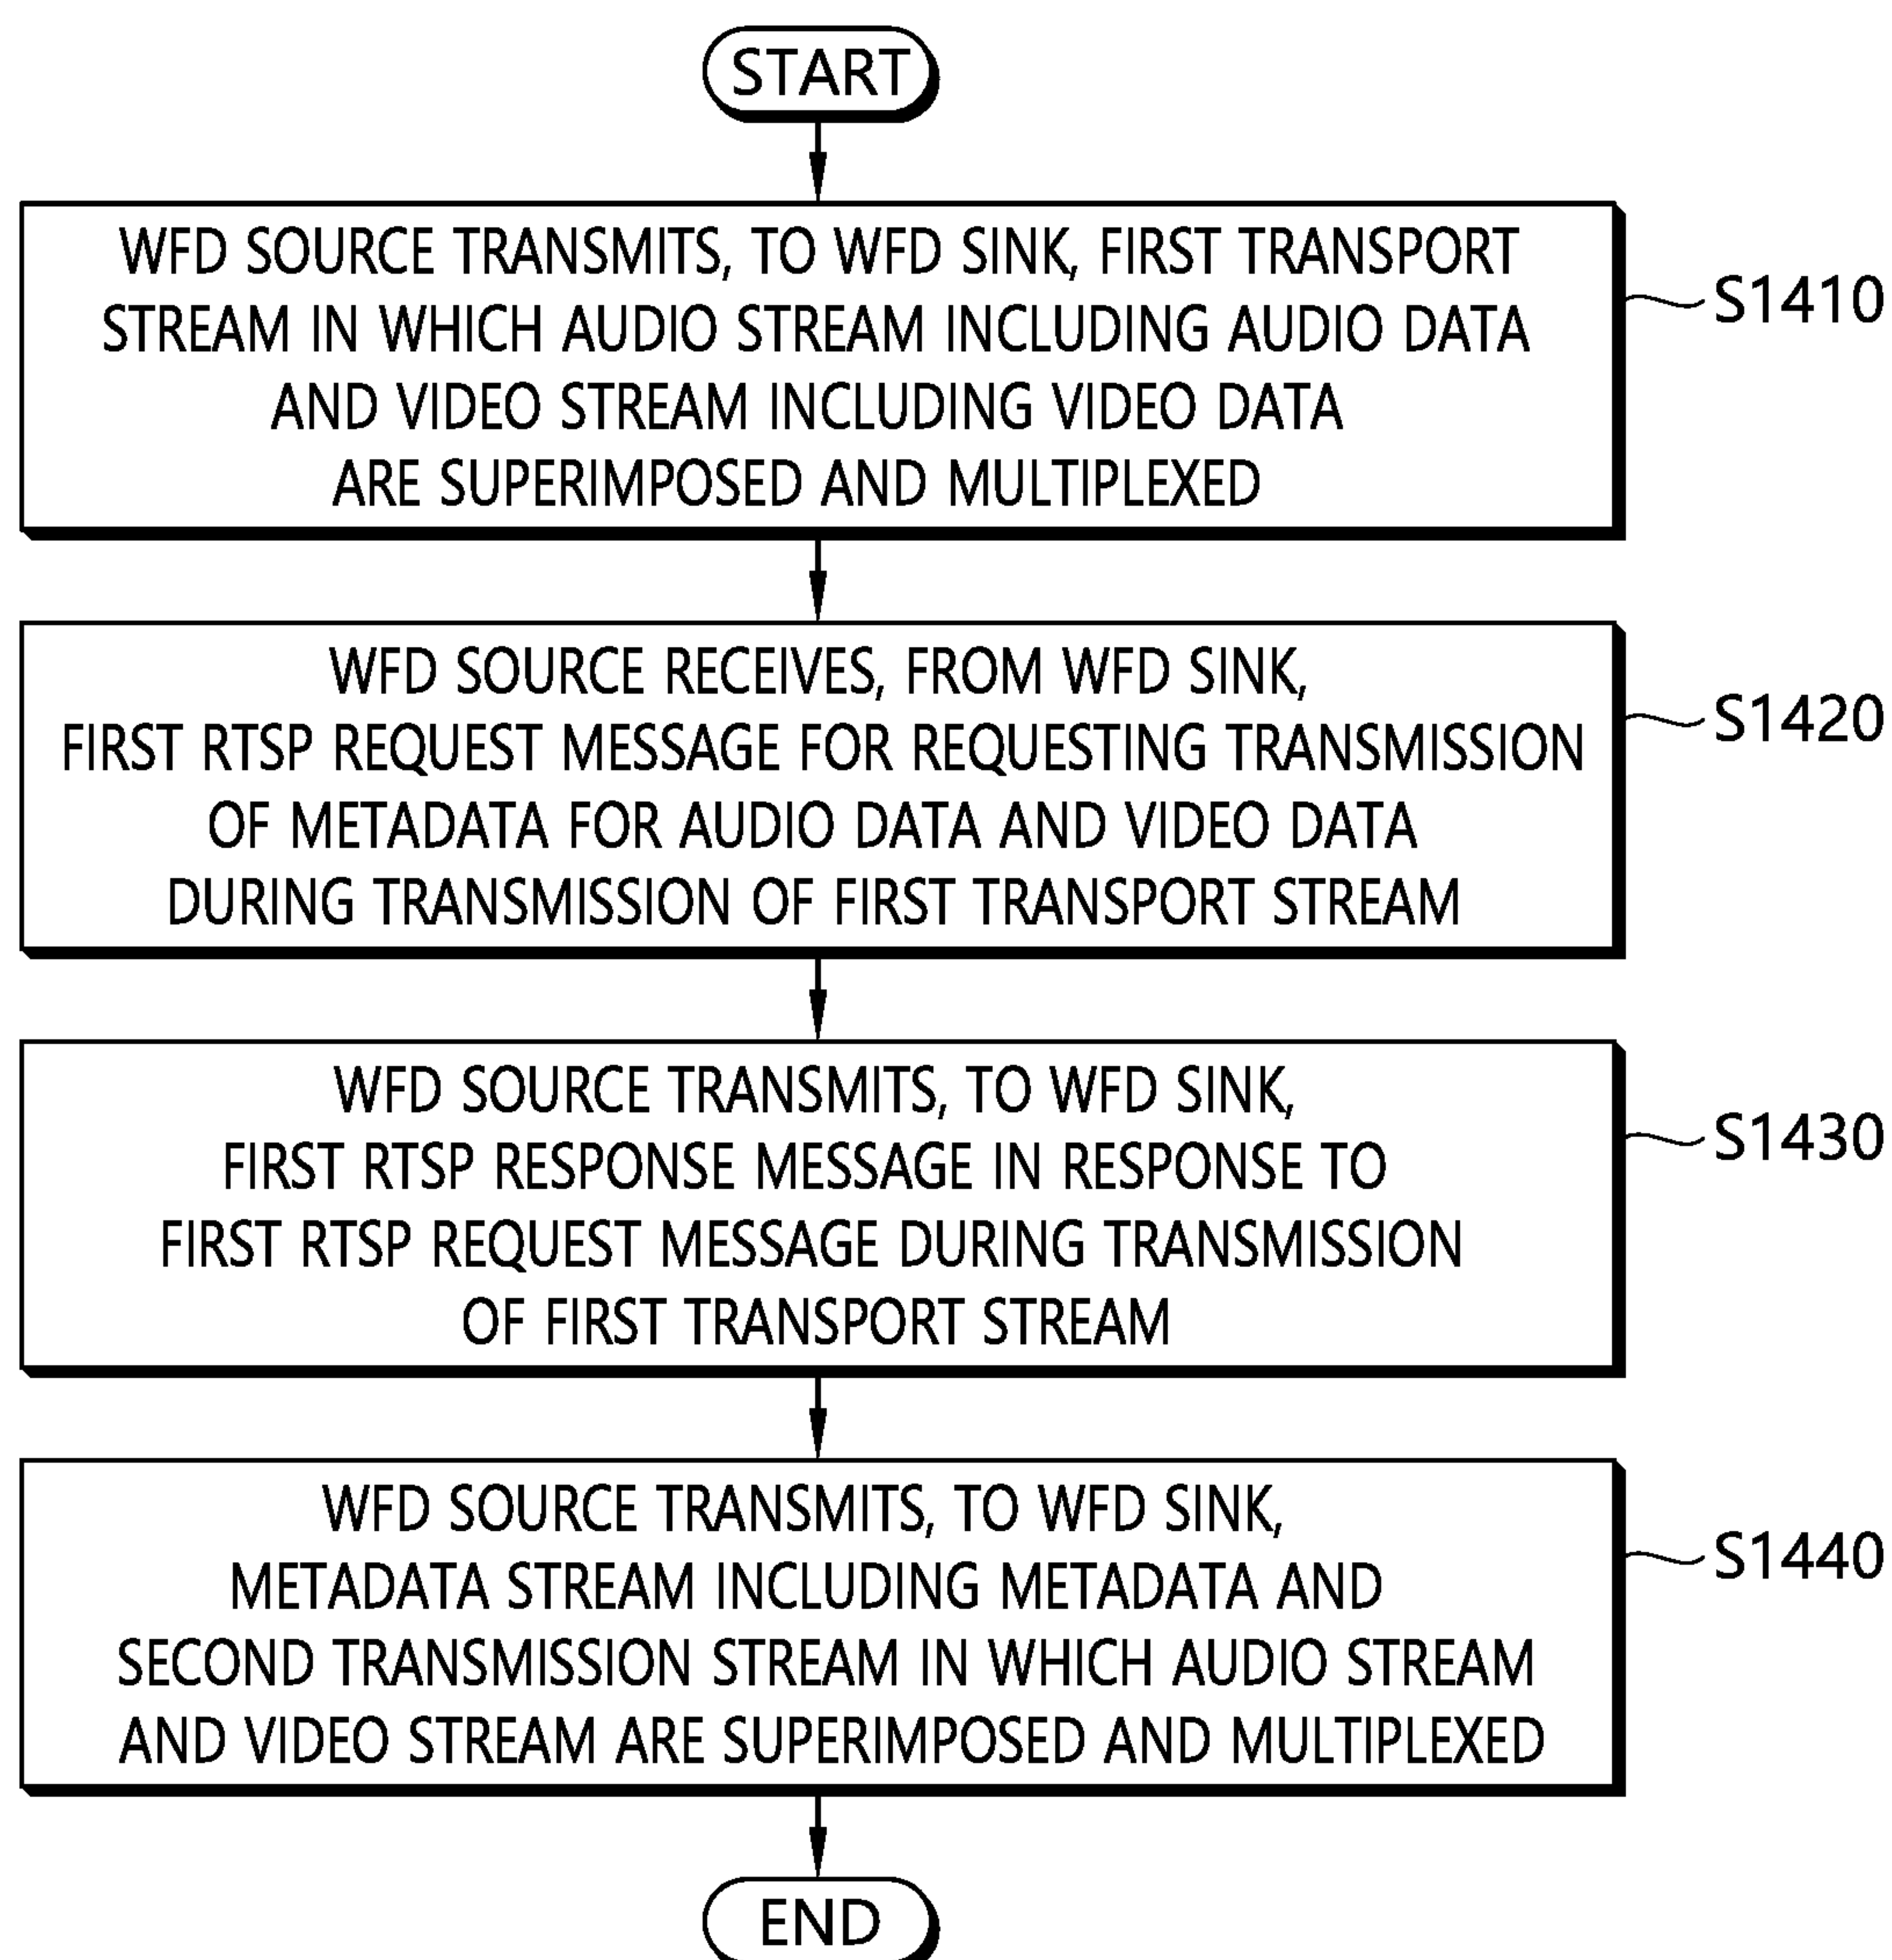 START
WFD SOURCE TRANSMITS, TO WFD SINK, FIRST TRANSPORT
STREAM IN WHICH AUDIO STREAM INCLUDING AUDIO DATA
AND VIDEO STREAM INCLUDING VIDEO DATA
ARE SUPERIMPOSED AND MULTIPLEXED
S1410
WFD SOURCE RECEIVES, FROM WFD SINK,
FIRST RTSP REQUEST MESSAGE FOR REQUESTING TRANSMISSION
OF METADATA FOR AUDIO DATA AND VIDEO DATA
DURING TRANSMISSION OF FIRST TRANSPORT STREAM
S1420
WFD SOURCE TRANSMITS, TO WFD SINK,
FIRST RTSP RESPONSE MESSAGE IN RESPONSE TO
FIRST RTSP REQUEST MESSAGE DURING TRANSMISSION
OF FIRST TRANSPORT STREAM
S1430
WFD SOURCE TRANSMITS, TO WFD SINK,
METADATA STREAM INCLUDING METADATA AND
SECOND TRANSMISSION STREAM IN WHICH AUDIO STREAM
AND VIDEO STREAM ARE SUPERIMPOSED AND MULTIPLEXED
S1440
END